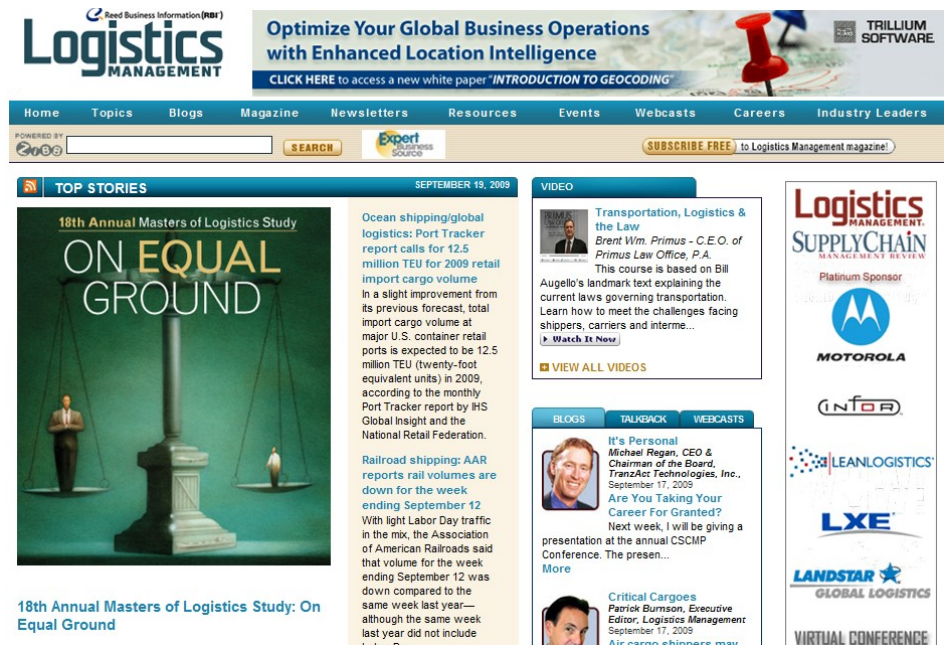 Reed Business Information (RBI)
Logistics
MANAGEMENT
Optimize Your Global Business Operations
with Enhanced Location Intelligence
CLICK HERE to access a new white paper "INTRODUCTION TO GEOCODING"
TRILLIUM
SOFTWARE
Home Topics Blogs Magazine Newsletters Resources Events Webcasts Careers Industry Leaders
POWERED BY
SEARCH
Expert
Business
Source
SUBSCRIBE FREE to Logistics Management magazine!
TOP STORIES
SEPTEMBER 19, 2009
18th Annual Masters of Logistics Study
ON EQUAL
GROUND
18th Annual Masters of Logistics Study: On
Equal Ground
Ocean shipping/global
logistics: Port Tracker
report calls for 12.5
million TEU for 2009 retail
import cargo volume
In a slight improvement from
its previous forecast, total
import cargo volume at
major U.S. container retail
ports is expected to be 12.5
million TEU (twenty-foot
equivalent units) in 2009,
according to the monthly
Port Tracker report by IHS
Global Insight and the
National Retail Federation.
Railroad shipping: AAR
reports rail volumes are
down for the week
ending September 12
With light Labor Day traffic
in the mix, the Association
of American Railroads said
that volume for the week
ending September 12 was
down compared to the
same week last year—
although the same week
last year did not include
VIDEO
Transportation, Logistics &
the Law
Brent Wm. Primus - C.E.O. of
Primus Law Office, P.A.
This course is based on Bill
Augello's landmark text explaining the
current laws governing transportation.
Learn how to meet the challenges facing
shippers, carriers and interme...
Watch It Now
VIEW ALL VIDEOS
BLOGS TALKBACK WEBCASTS
It's Personal
Michael Regan, CEO &
Chairman of the Board,
TranzAct Technologies, Inc.,
September 17, 2009
Are You Taking Your
Career For Granted?
Next week, I will be giving a
presentation at the annual CSCMP
Conference. The presen...
More
Critical Cargoes
Patrick Burnson, Executive
Editor, Logistics Management
September 17, 2009
Air cargo shippers may
Logistics
MANAGEMENT.
SUPPLYCHAIN
MANAGEMENT REVIEW
Platinum Sponsor
MOTOROLA
INFOR
LEANLOGISTICS
LXE
LANDSTAR
GLOBAL LOGISTICS
VIRTUAL CONFERENCE